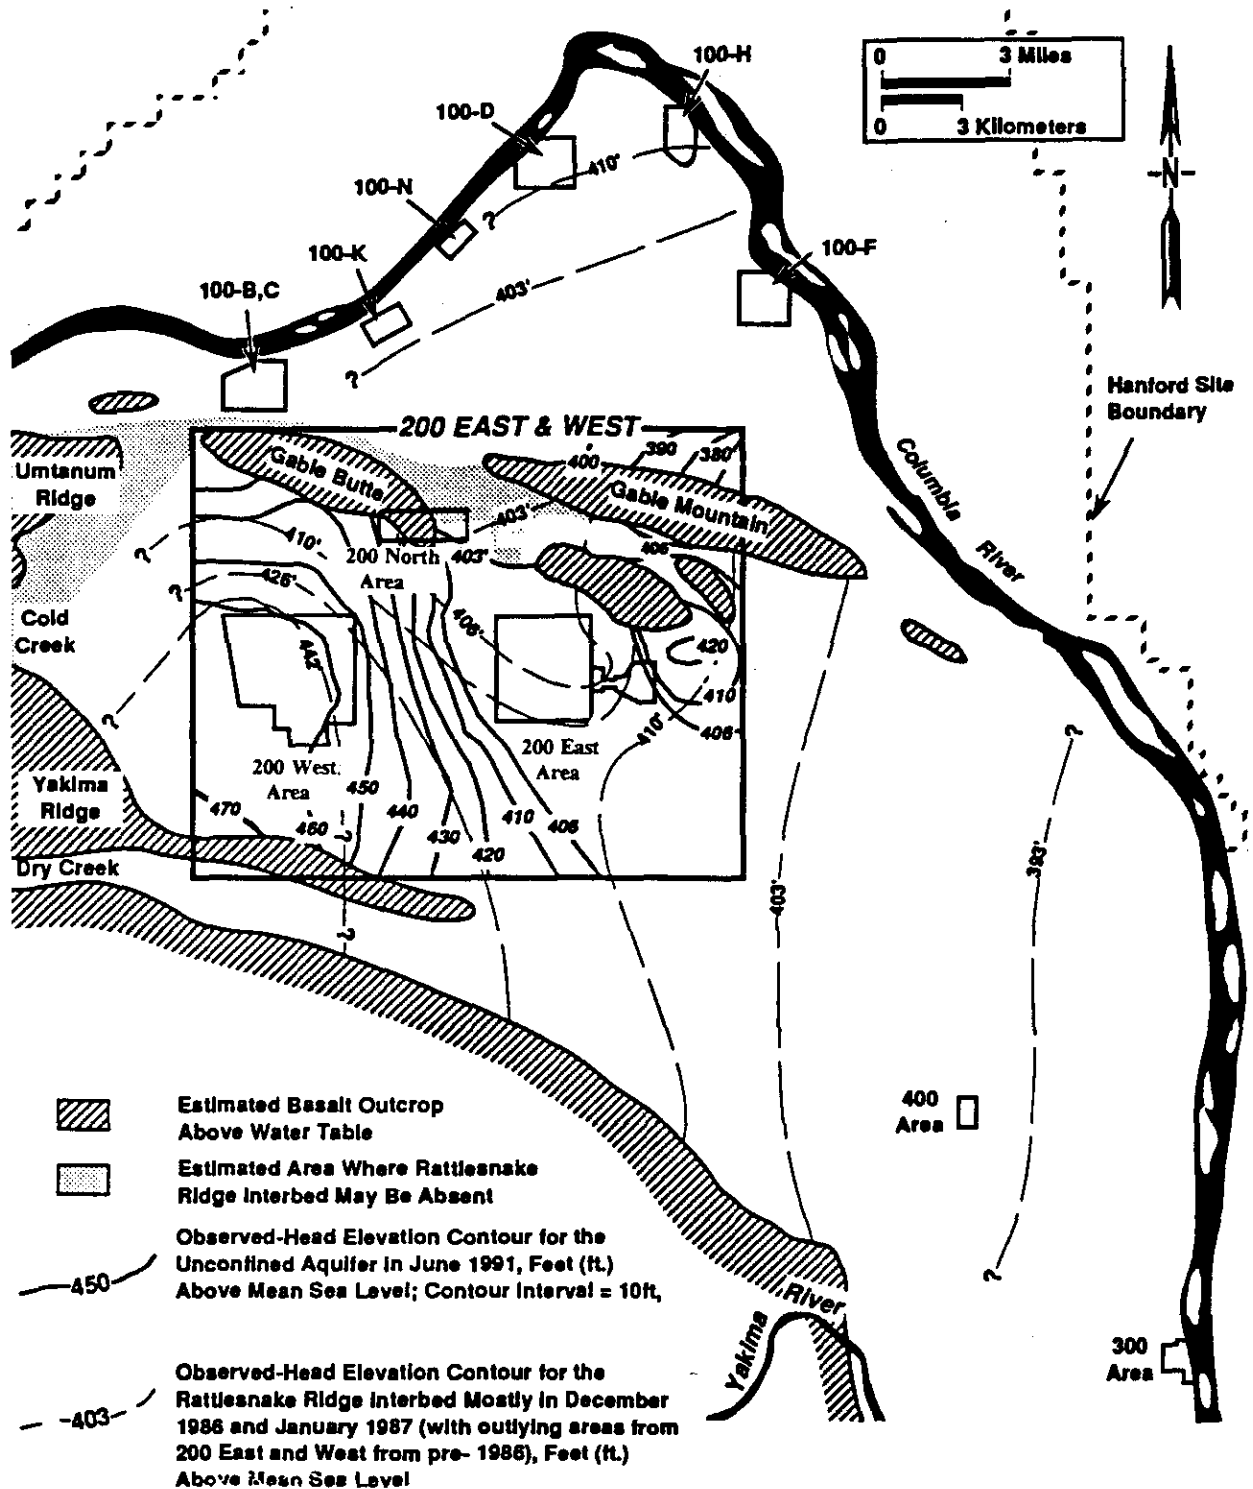 100-H
0 3 Miles
0 3 Kilometers
100-D
N
410'
100-N
?
100-F
100-K
403'
100-B,C
?
Hanford Site
Boundary
200 EAST & WEST
390
380
400
Columbia
River
Umtanum
Ridge
Gable Butte
Gable Mountain
403'
410'
?
200 North
Area
403'
406
426'
?
Cold
Creek
406'
442
420
?
410
410'
406
?
200 East
Area
200 West
Area
Yakima
Ridge
470
450
440
410
406
460
?
430
420
393'
Dry Creek
403'
?
Estimated Basalt Outcrop
Above Water Table
400
Area
Estimated Area Where Rattlesnake
Ridge Interbed May Be Absent
Observed-Head Elevation Contour for the
Unconfined Aquifer in June 1991, Feet (ft.)
Above Mean Sea Level; Contour Interval = 10ft,
450
?
Yakima
River
300
Area
Observed-Head Elevation Contour for the
Rattlesnake Ridge Interbed Mostly in December
1986 and January 1987 (with outlying areas from
200 East and West from pre- 1986), Feet (ft.)
Above Mean Sea Level
403